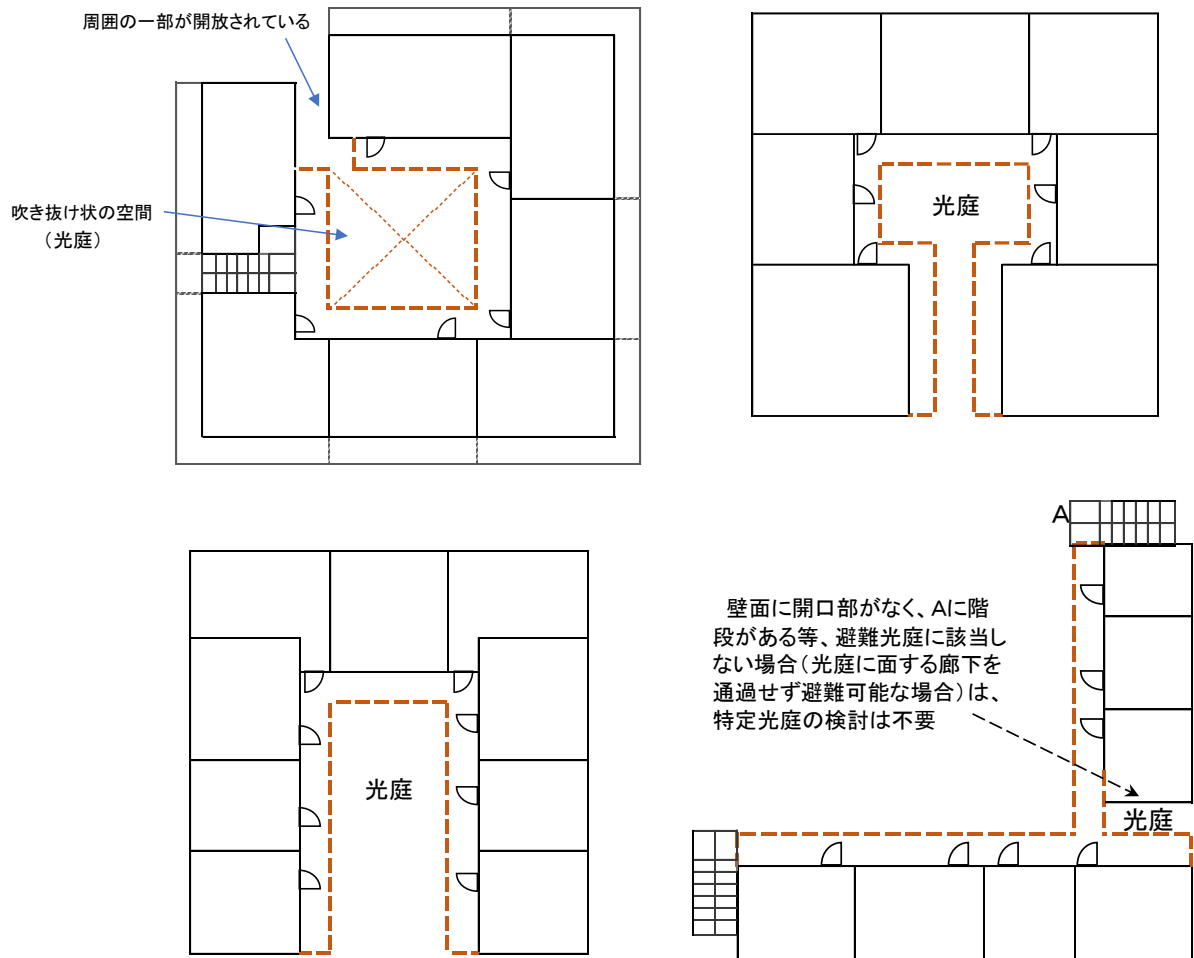 周囲の一部が開放されている
吹き抜け状の空間
（光庭）
光庭
光庭
A
壁面に開口部がなく、Aに階
段がある等、避難光庭に該当し
ない場合（光庭に面する廊下を
通過せず避難可能な場合）は、
特定光庭の検討は不要
光庭